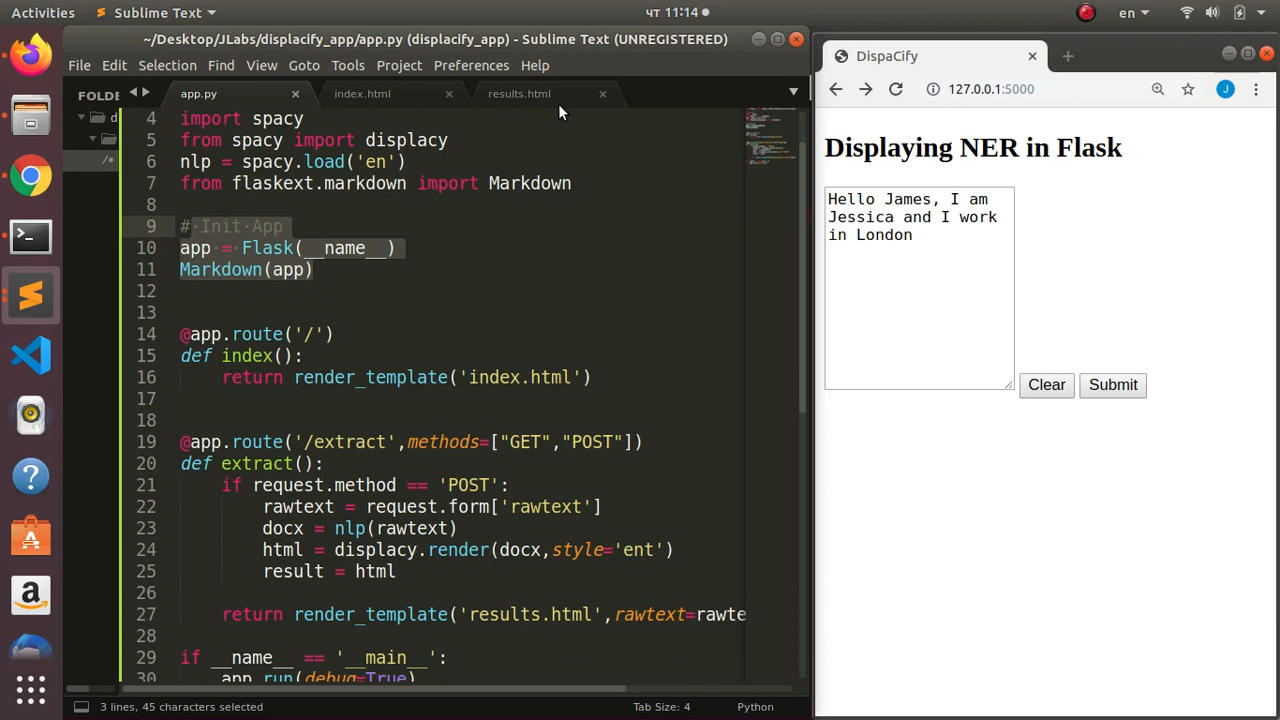 Activities
Sublime Text
чт 11:14
en
~/Desktop/JLabs/displacify_app/app.py (displacify_app) - Sublime Text (UNREGISTERED)
File Edit Selection Find View Goto Tools Project Preferences Help
FOLDE
app.py
index.html
results.html
d
/*
4 import spacy
5 from spacy import displacy
6 nlp = spacy.load('en')
7 from flaskext.markdown import Markdown
8
9 # Init App
10 app = Flask(__name__)
11 Markdown(app)
12
13
14 @app.route('/')
15 def index():
16 return render_template('index.html')
17
18
19 @app.route('/extract',methods=["GET","POST"])
20 def extract():
21 if request.method == 'POST':
22 rawtext = request.form['rawtext']
23 docx = nlp(rawtext)
24 html = displacy.render(docx,style='ent')
25 result = html
26
27 return render_template('results.html',rawtext=rawte
28
29 if __name__ == '__main__':
30 app.run(debug=True)
3 lines, 45 characters selected
Tab Size: 4
Python
DispaCify
127.0.0.1:5000
J
Displaying NER in Flask
Hello James, I am
Jessica and I work
in London
Clear
Submit